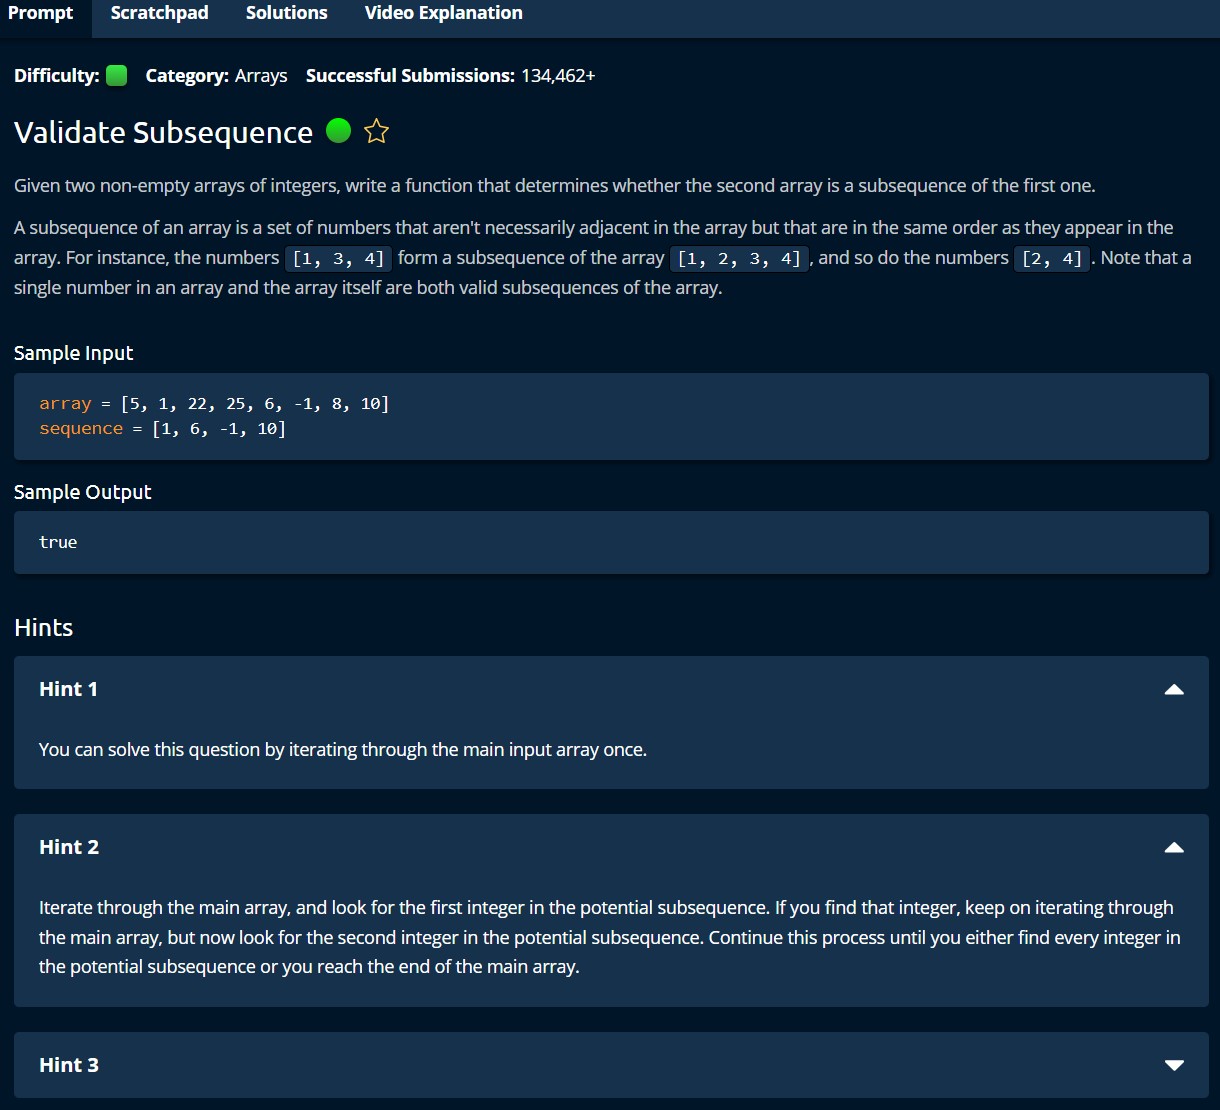 Prompt Scratchpad Solutions Video Explanation
Difficulty: Category: Arrays Successful Submissions: 134,462+
Validate Subsequence
Given two non-empty arrays of integers, write a function that determines whether the second array is a subsequence of the first one.
A subsequence of an array is a set of numbers that aren't necessarily adjacent in the array but that are in the same order as they appear in the
array. For instance, the numbers [1, 3, 4] form a subsequence of the array [1, 2, 3, 4], and so do the numbers [2, 4]. Note that a
single number in an array and the array itself are both valid subsequences of the array.
Sample Input
array = [5, 1, 22, 25, 6, -1, 8, 10]
sequence = [1, 6, -1, 10]
Sample Output
true
Hints
Hint 1
You can solve this question by iterating through the main input array once.
Hint 2
Iterate through the main array, and look for the first integer in the potential subsequence. If you find that integer, keep on iterating through
the main array, but now look for the second integer in the potential subsequence. Continue this process until you either find every integer in
the potential subsequence or you reach the end of the main array.
Hint 3